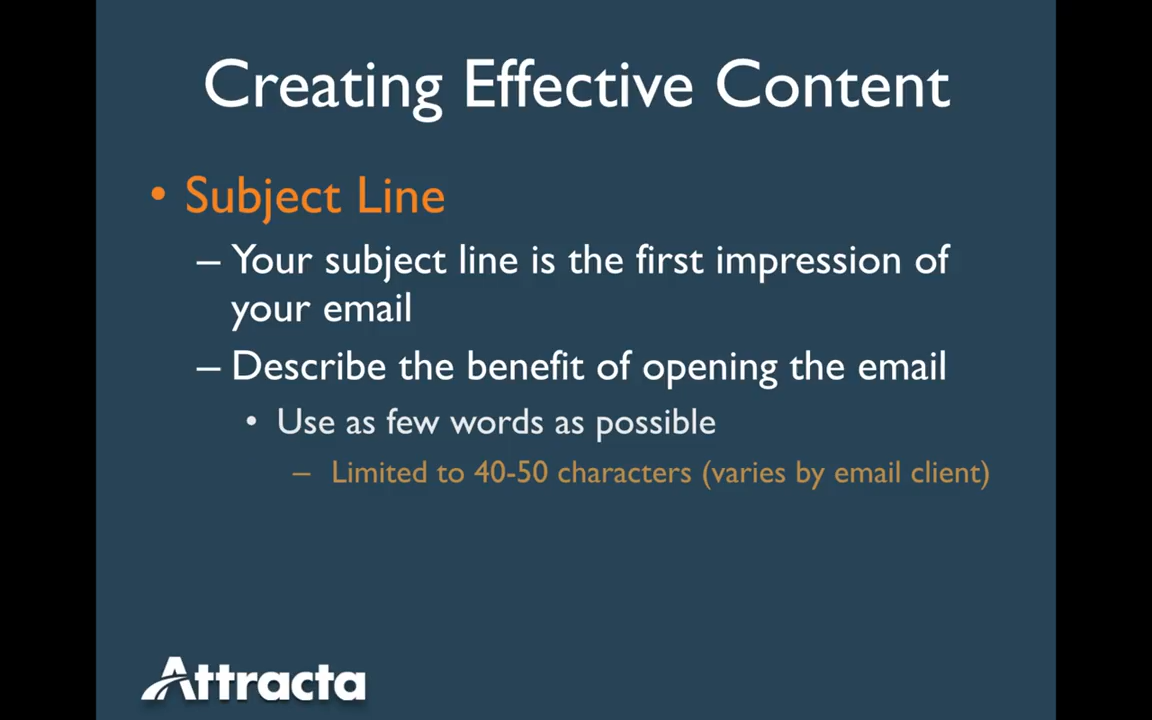 Creating Effective Content
• Subject Line
– Your subject line is the first impression of
your email
– Describe the benefit of opening the email
• Use as few words as possible
– Limited to 40-50 characters (varies by email client)
Attracta